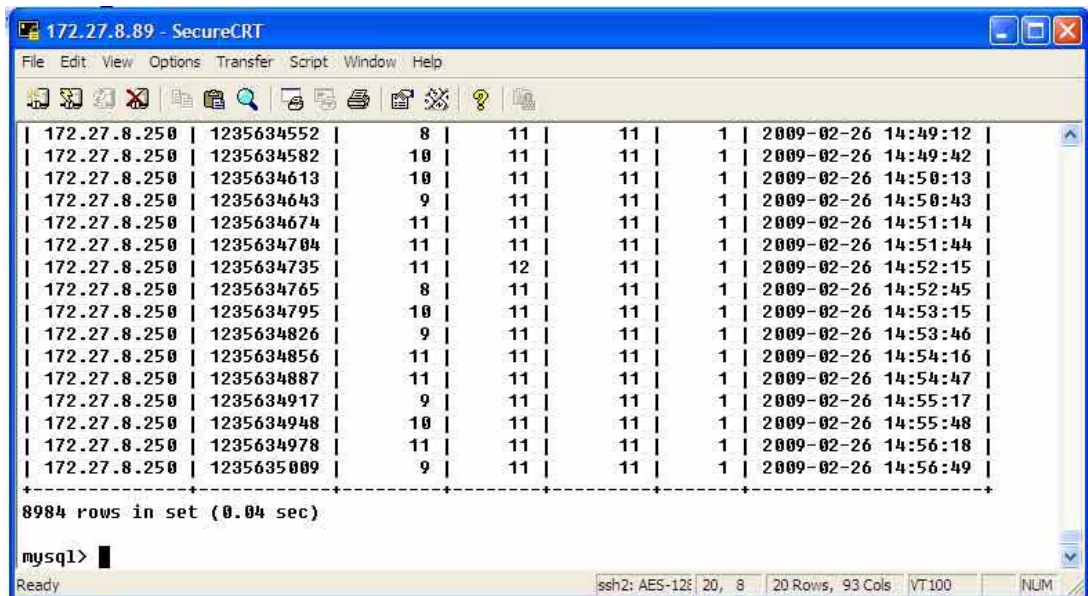 172.27.8.89 - SecureCRT
File Edit View Options Transfer Script Window Help
| 172.27.8.250 | 1235634552 | 8 | 11 | 11 | 1 | 2009-02-26 14:49:12 |
| 172.27.8.250 | 1235634582 | 10 | 11 | 11 | 1 | 2009-02-26 14:49:42 |
| 172.27.8.250 | 1235634613 | 10 | 11 | 11 | 1 | 2009-02-26 14:50:13 |
| 172.27.8.250 | 1235634643 | 9 | 11 | 11 | 1 | 2009-02-26 14:50:43 |
| 172.27.8.250 | 1235634674 | 11 | 11 | 11 | 1 | 2009-02-26 14:51:14 |
| 172.27.8.250 | 1235634704 | 11 | 11 | 11 | 1 | 2009-02-26 14:51:44 |
| 172.27.8.250 | 1235634735 | 11 | 12 | 11 | 1 | 2009-02-26 14:52:15 |
| 172.27.8.250 | 1235634765 | 8 | 11 | 11 | 1 | 2009-02-26 14:52:45 |
| 172.27.8.250 | 1235634795 | 10 | 11 | 11 | 1 | 2009-02-26 14:53:15 |
| 172.27.8.250 | 1235634826 | 9 | 11 | 11 | 1 | 2009-02-26 14:53:46 |
| 172.27.8.250 | 1235634856 | 11 | 11 | 11 | 1 | 2009-02-26 14:54:16 |
| 172.27.8.250 | 1235634887 | 11 | 11 | 11 | 1 | 2009-02-26 14:54:47 |
| 172.27.8.250 | 1235634917 | 9 | 11 | 11 | 1 | 2009-02-26 14:55:17 |
| 172.27.8.250 | 1235634948 | 10 | 11 | 11 | 1 | 2009-02-26 14:55:48 |
| 172.27.8.250 | 1235634978 | 11 | 11 | 11 | 1 | 2009-02-26 14:56:18 |
| 172.27.8.250 | 1235635009 | 9 | 11 | 11 | 1 | 2009-02-26 14:56:49 |
+--------------+------------+---------+--------+---------+------+---------------------+
8984 rows in set (0.04 sec)
mysql>
Ready ssh2: AES-128 20, 8 20 Rows, 93 Cols VT100 NUM